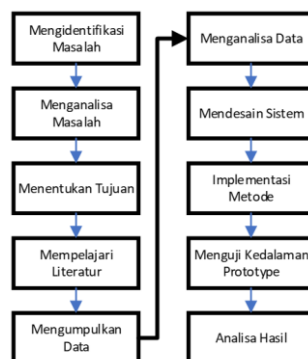 Mengidentifikasi
Masalah
Menganalisa
Masalah
Menentukan Tujuan
Mempelajari
Literatur
Mengumpulkan
Data
Menganalisa Data
Mendesain Sistem
Implementasi
Metode
Menguji Kedalaman
Prototype
Analisa Hasil